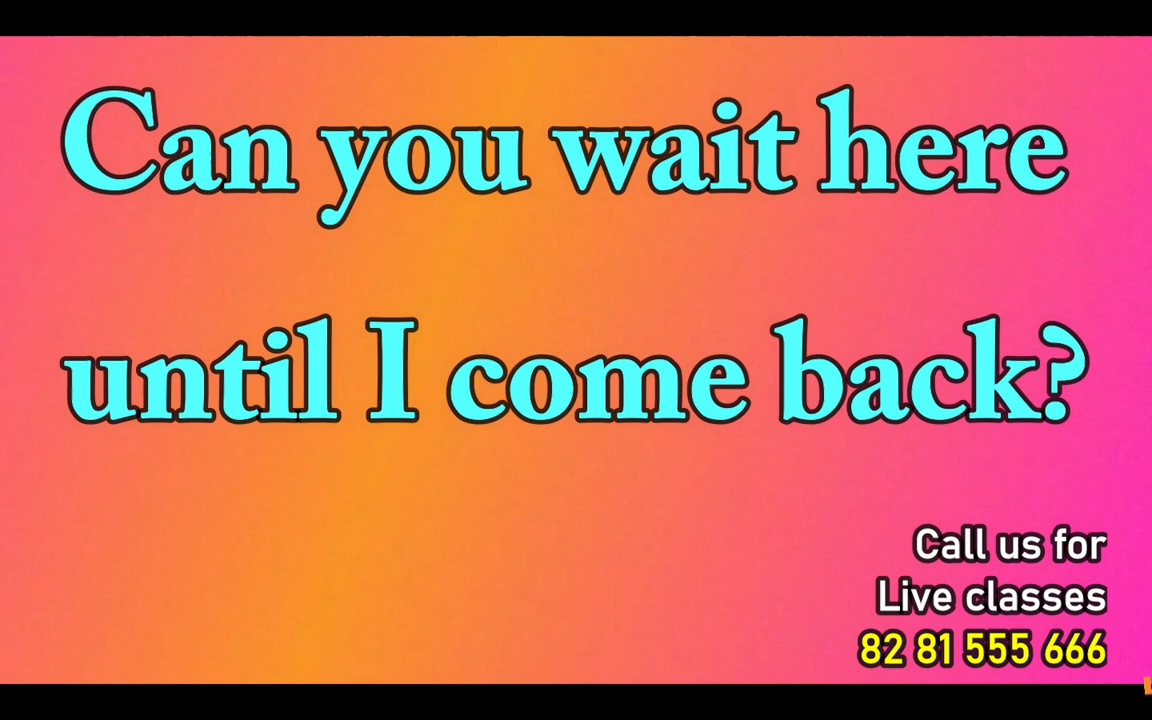 Can you wait here
until I come back?
Call us for
Live classes
82 81 555 666